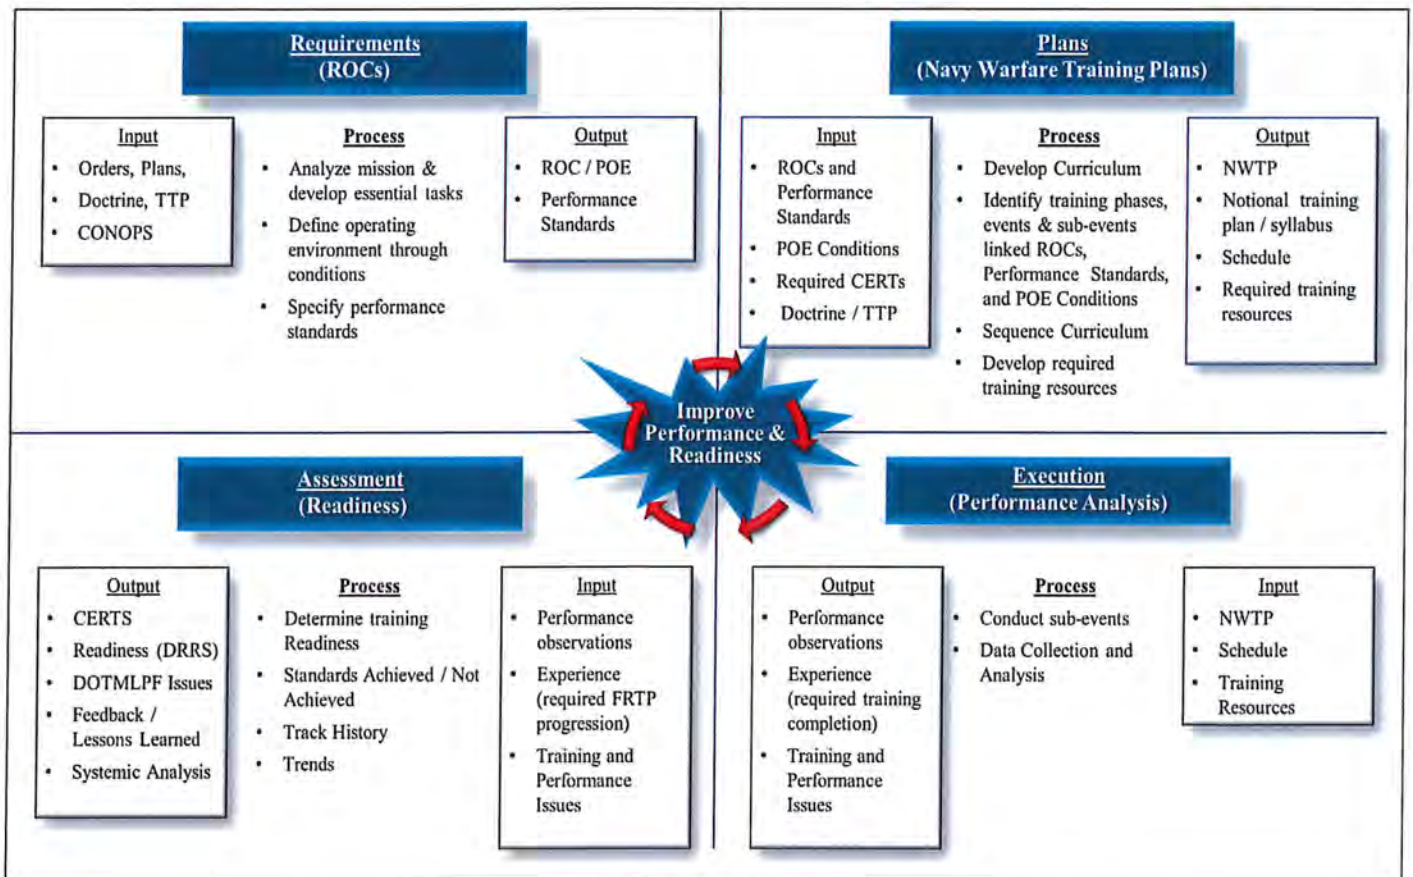 Requirements
(ROCs)
Input
• Orders, Plans,
• Doctrine, TTP
• CONOPS
Process
• Analyze mission &
develop essential tasks
• Define operating
environment through
conditions
• Specify performance
standards
Output
• ROC / POE
• Performance
Standards
Plans
(Navy Warfare Training Plans)
Input
• ROCs and
Performance
Standards
• POE Conditions
• Required CERTs
• Doctrine / TTP
Process
• Develop Curriculum
• Identify training phases,
events & sub-events
linked ROCs,
Performance Standards,
and POE Conditions
• Sequence Curriculum
• Develop required
training resources
Output
• NWTP
• Notional training
plan / syllabus
• Schedule
• Required training
resources
Improve
Performance &
Readiness
Assessment
(Readiness)
Output
• CERTS
• Readiness (DRRS)
• DOTMLPF Issues
• Feedback /
Lessons Learned
• Systemic Analysis
Process
• Determine training
Readiness
• Standards Achieved / Not
Achieved
• Track History
• Trends
Input
• Performance
observations
• Experience
(required FRTP
progression)
• Training and
Performance
Issues
Execution
(Performance Analysis)
Output
• Performance
observations
• Experience
(required training
completion)
• Training and
Performance
Issues
Process
• Conduct sub-events
• Data Collection and
Analysis
Input
• NWTP
• Schedule
• Training
Resources